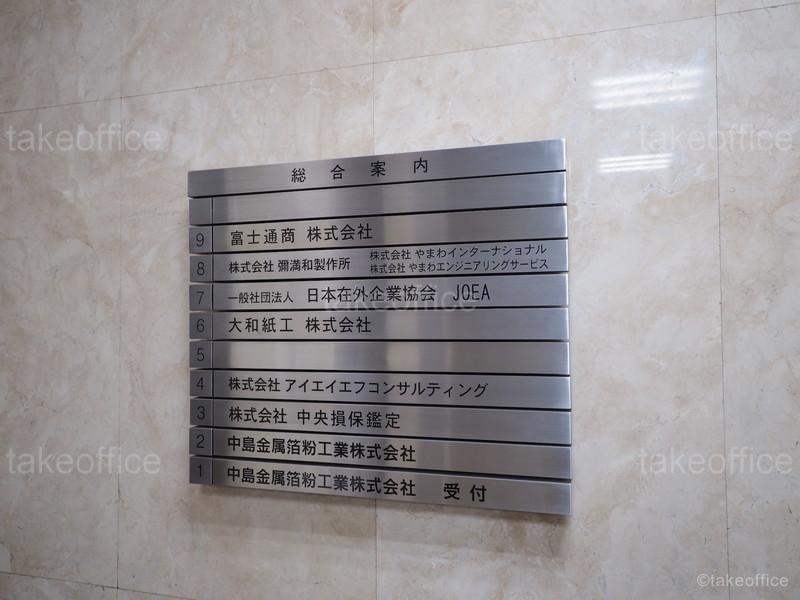 総合案内
9 富士通商 株式会社
8 株式会社 彌満和製作所 株式会社 やまわインターナショナル
株式会社 やまわエンジニアリングサービス
7 一般社団法人 日本在外企業協会 JOEA
6 大和紙工 株式会社
5
4 株式会社 アイエイエフコンサルティング
3 株式会社 中央損保鑑定
2 中島金属箔粉工業株式会社
1 中島金属箔粉工業株式会社 受付
takeoffice takeoffice
takeoffice
takeoffice takeoffice
©takeoffice